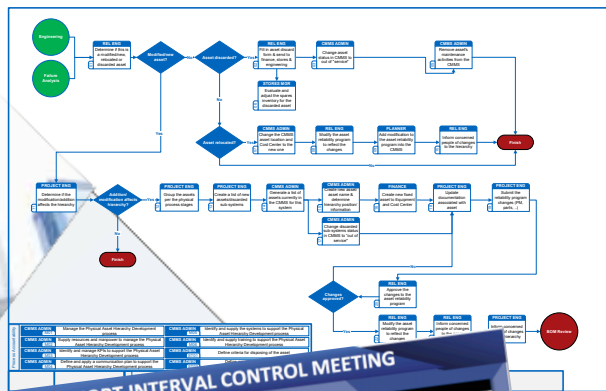 Engineering
Failure
Analysis
REL ENG
Determine if this is
a modified/new,
relocated or
discarded asset
Modified/new
asset?
No
Asset discarded?
Yes
REL ENG
Fill in asset discard
form & send to
finance, stores &
engineering
CMMS ADMIN
Change asset
status in CMMS to
out of "service"
CMMS ADMIN
Remove asset's
maintenance
activities from the
CMMS
STORES MGR
Evaluate and
adjust the spares
inventory for the
discarded asset
Yes
No
Asset relocated?
Yes
CMMS ADMIN
Change the CMMS
asset location and
Cost Center to the
new one
REL ENG
Modify the asset
reliability program
to reflect the
changes
PLANNER
Add modification to
the asset reliability
program into the
CMMS
REL ENG
Inform concerned
people of changes to
the hierarchy
Finish
No
PROJECT ENG
Determine if the
modification/addition
affects the hierarchy
Addition/
modification affects
hierarchy?
Yes
PROJECT ENG
Group the assets
per the physical
process stages
PROJECT ENG
Create a list of new
assets/discarded
sub-systems
CMMS ADMIN
Generate a list of
assets currently in
the CMMS for this
system
CMMS ADMIN
Create new asset
asset name &
determine
hierarchy position/
information
FINANCE
Create new fixed
asset to Equipment
and Cost Center
PROJECT ENG
Update
documentation
associated with
asset
PROJECT ENG
Submit the
reliability program
changes (PM,
parts, ...)
CMMS ADMIN
Change discarded
sub-systems status
in CMMS to "out of
service"
No
Finish
REL ENG
Approve the
changes to the
asset reliability
program
Changes
approved?
Yes
REL ENG
Modify the asset
reliability program
to reflect the
changes
REL ENG
Inform concerned
people of changes
to the
PROJECT ENG
Inform concerned
of changes
hierarchy
BOM Review
CMMS ADMIN
Manage the Physical Asset Hierarchy Development
process
CMMS ADMIN
Identify and supply the systems to support the Physical
Asset Hierarchy Development process
CMMS ADMIN
Supply resources and manpower to manage the Physical
Asset Hierarchy Development process
CMMS ADMIN
Identify and supply training to support the Physical
Asset Hierarchy Development process
CMMS ADMIN
Identify and manage KPIs to support the Physical Asset
Hierarchy Development process
CMMS ADMIN
Define criteria for disposing of the asset
CMMS ADMIN
Define and apply a communication plan to support the
Physical Asset Hierarchy Development process
CMMS ADMIN
INTERVAL CONTROL MEETING